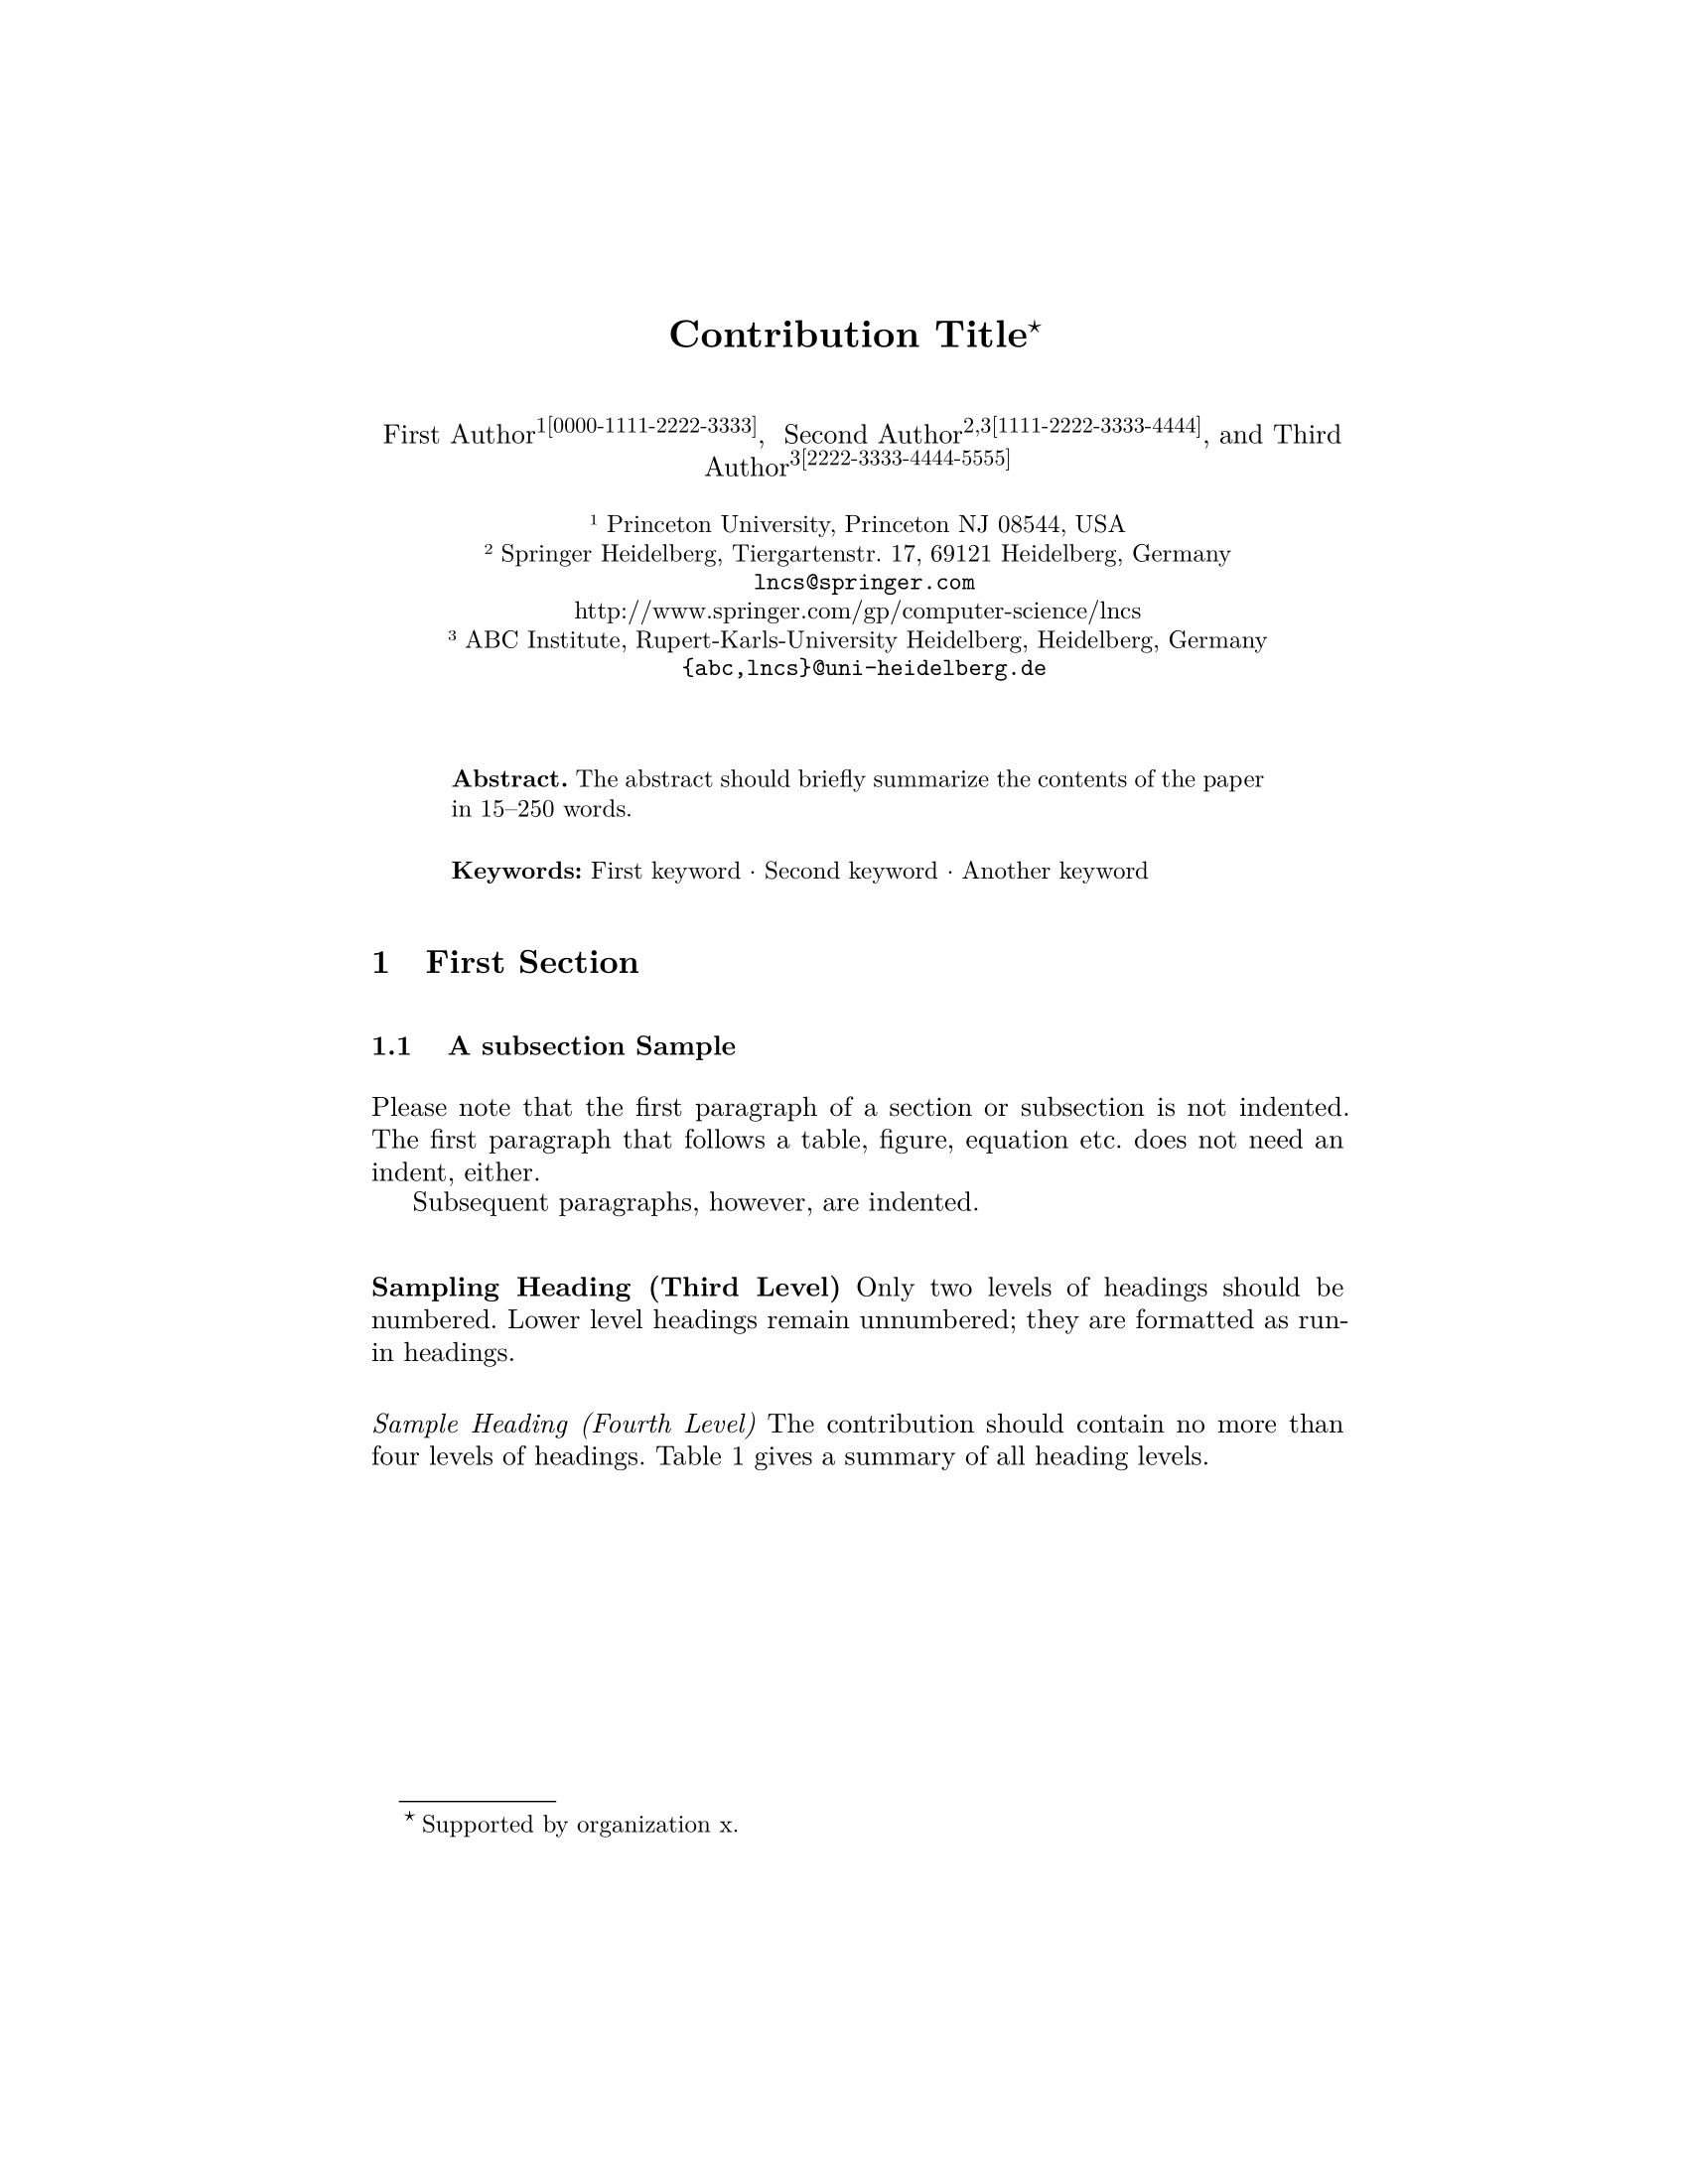 Contribution Title⋆
First Author1[0000-1111-2222-3333], Second Author2,3[1111-2222-3333-4444], and Third
Author3[2222-3333-4444-5555]
1 Princeton University, Princeton NJ 08544, USA
2 Springer Heidelberg, Tiergartenstr. 17, 69121 Heidelberg, Germany
lncs@springer.com
http://www.springer.com/gp/computer-science/lncs
3 ABC Institute, Rupert-Karls-University Heidelberg, Heidelberg, Germany
{abc,lncs}@uni-heidelberg.de
Abstract. The abstract should briefly summarize the contents of the paper
in 15–250 words.
Keywords: First keyword · Second keyword · Another keyword
1 First Section
1.1 A subsection Sample
Please note that the first paragraph of a section or subsection is not indented.
The first paragraph that follows a table, figure, equation etc. does not need an
indent, either.
Subsequent paragraphs, however, are indented.
Sampling Heading (Third Level) Only two levels of headings should be
numbered. Lower level headings remain unnumbered; they are formatted as run-
in headings.
Sample Heading (Fourth Level) The contribution should contain no more than
four levels of headings. Table 1 gives a summary of all heading levels.
⋆ Supported by organization x.